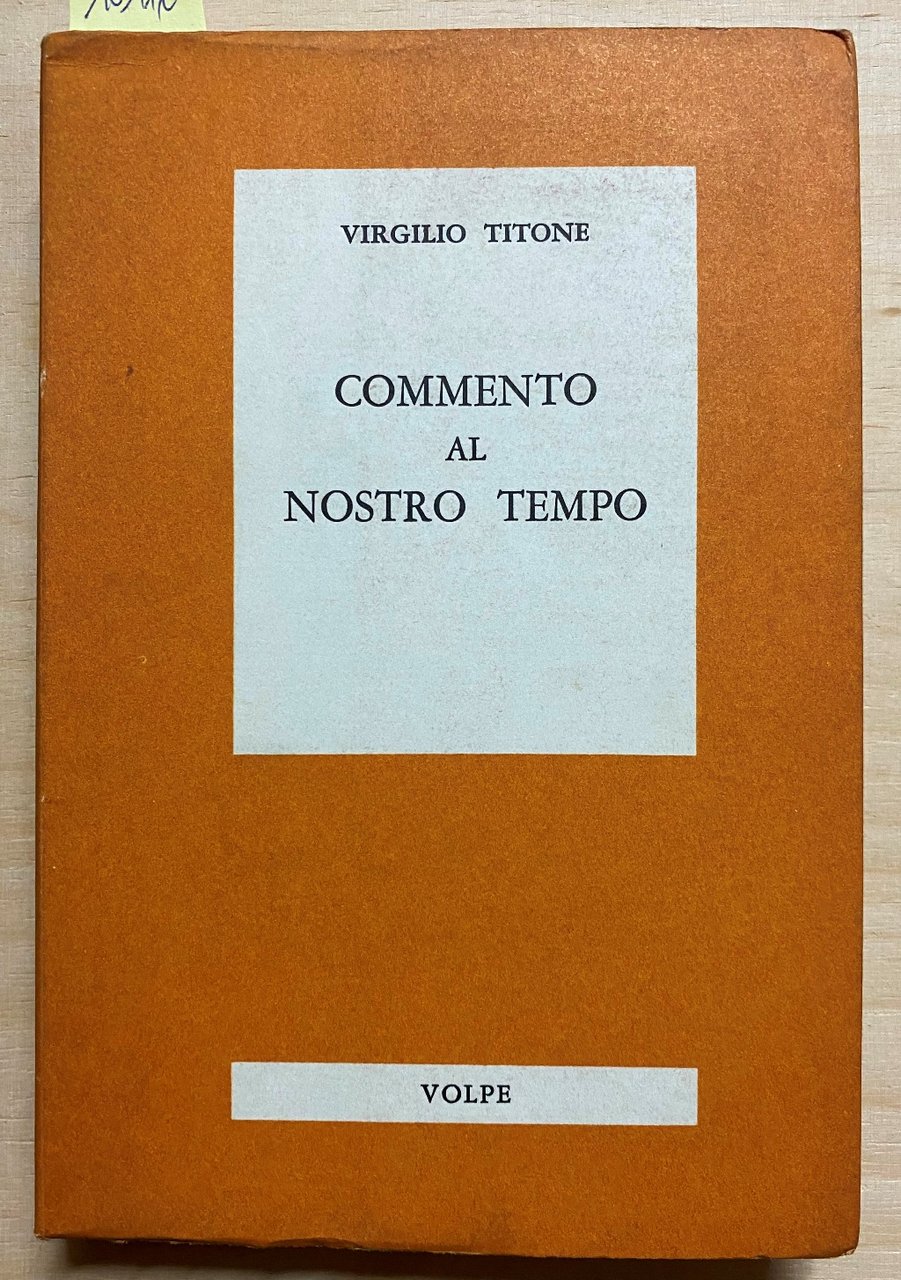 VIRGILIO TITONE
COMMENTO
AL
NOSTRO TEMPO
VOLPE